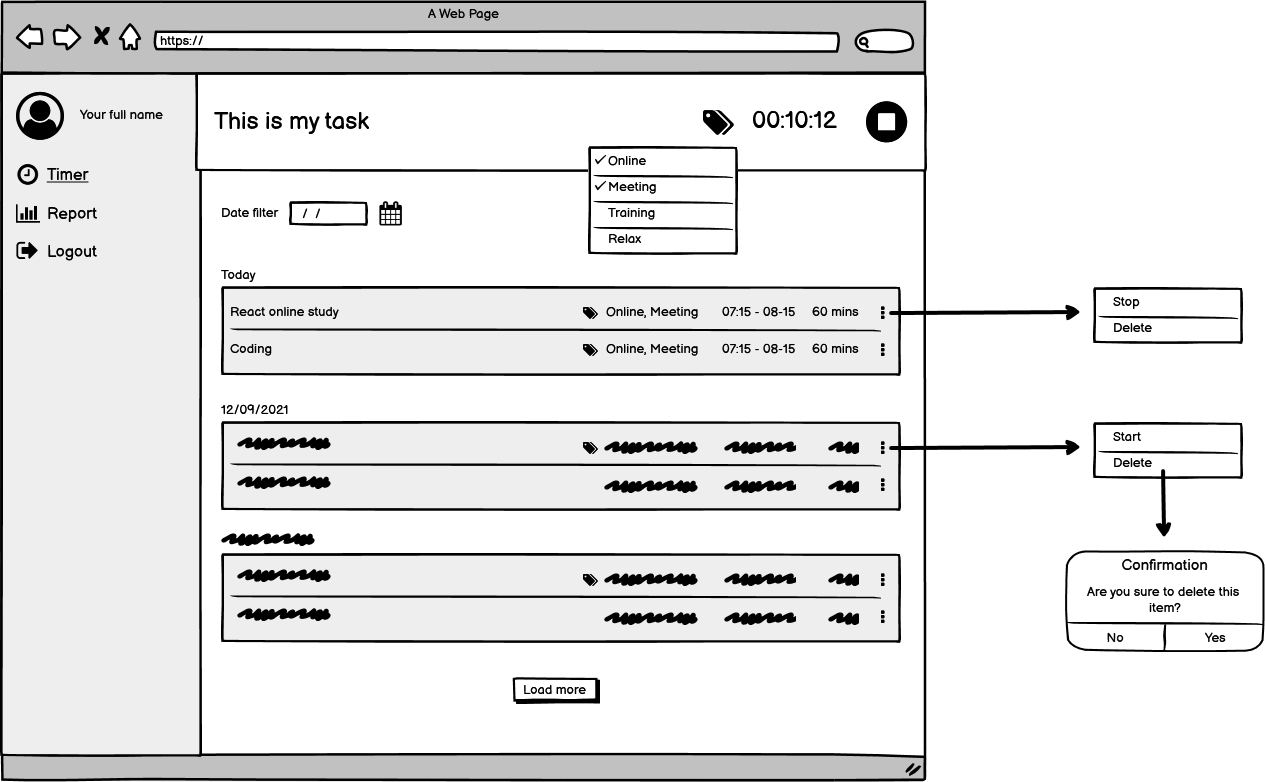 A Web Page
https://
Your full name
Timer
Report
Logout
This is my task
00:10:12
Online
Meeting
Training
Relax
Date filter / /
Today
React online study Online, Meeting 07:15 - 08-15 60 mins
Coding Online, Meeting 07:15 - 08-15 60 mins
12/09/2021
Load more
Stop
Delete
Start
Delete
Confirmation
Are you sure to delete this
item?
No Yes